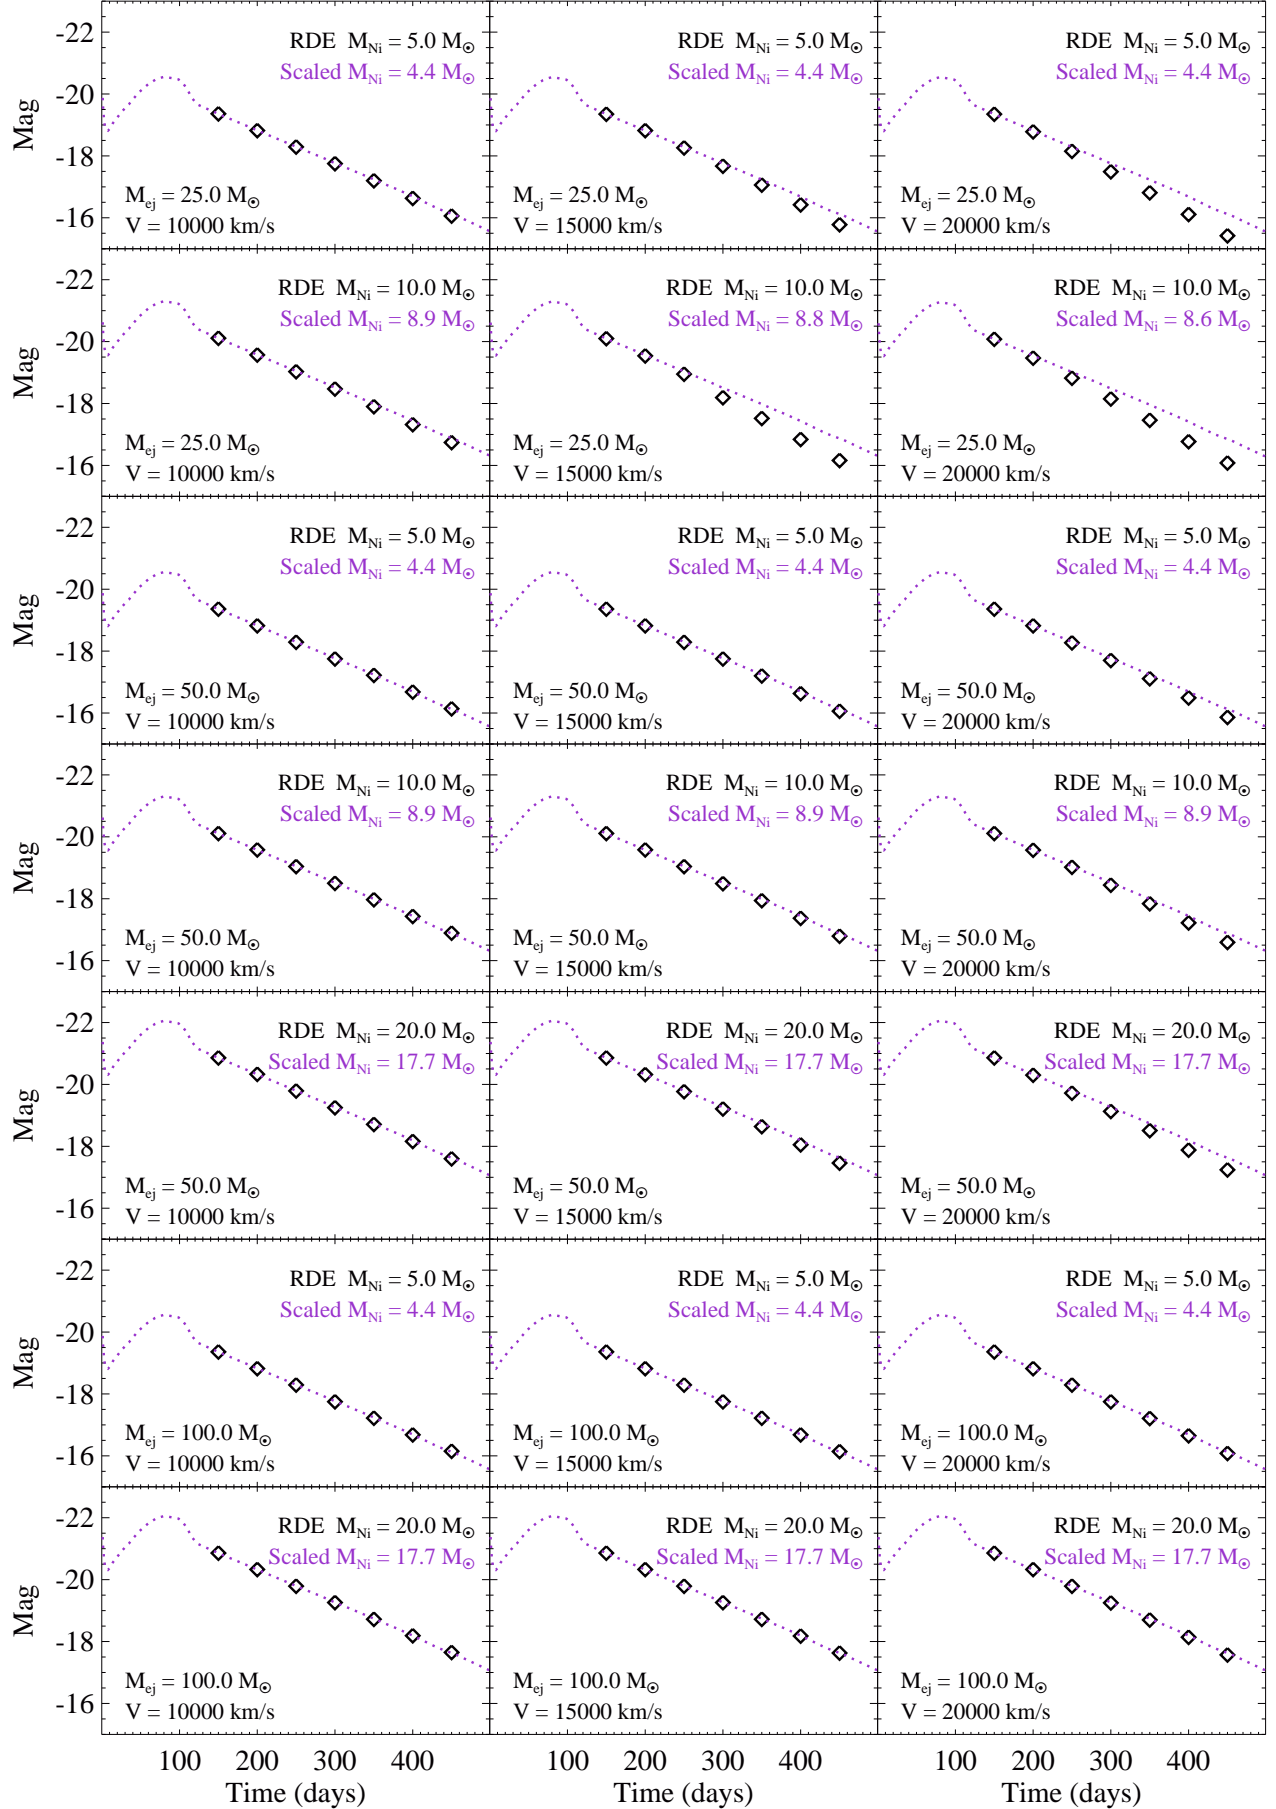 -22
-20
-18
-16
Mag
RDE M_Ni = 5.0 M_⊙
Scaled M_Ni = 4.4 M_⊙
M_ej = 25.0 M_⊙
V = 10000 km/s
RDE M_Ni = 5.0 M_⊙
Scaled M_Ni = 4.4 M_⊙
M_ej = 25.0 M_⊙
V = 15000 km/s
RDE M_Ni = 5.0 M_⊙
Scaled M_Ni = 4.4 M_⊙
M_ej = 25.0 M_⊙
V = 20000 km/s
-22
-20
-18
-16
Mag
RDE M_Ni = 10.0 M_⊙
Scaled M_Ni = 8.9 M_⊙
M_ej = 25.0 M_⊙
V = 10000 km/s
RDE M_Ni = 10.0 M_⊙
Scaled M_Ni = 8.8 M_⊙
M_ej = 25.0 M_⊙
V = 15000 km/s
RDE M_Ni = 10.0 M_⊙
Scaled M_Ni = 8.6 M_⊙
M_ej = 25.0 M_⊙
V = 20000 km/s
-22
-20
-18
-16
Mag
RDE M_Ni = 5.0 M_⊙
Scaled M_Ni = 4.4 M_⊙
M_ej = 50.0 M_⊙
V = 10000 km/s
RDE M_Ni = 5.0 M_⊙
Scaled M_Ni = 4.4 M_⊙
M_ej = 50.0 M_⊙
V = 15000 km/s
RDE M_Ni = 5.0 M_⊙
Scaled M_Ni = 4.4 M_⊙
M_ej = 50.0 M_⊙
V = 20000 km/s
-22
-20
-18
-16
Mag
RDE M_Ni = 10.0 M_⊙
Scaled M_Ni = 8.9 M_⊙
M_ej = 50.0 M_⊙
V = 10000 km/s
RDE M_Ni = 10.0 M_⊙
Scaled M_Ni = 8.9 M_⊙
M_ej = 50.0 M_⊙
V = 15000 km/s
RDE M_Ni = 10.0 M_⊙
Scaled M_Ni = 8.9 M_⊙
M_ej = 50.0 M_⊙
V = 20000 km/s
-22
-20
-18
-16
Mag
RDE M_Ni = 20.0 M_⊙
Scaled M_Ni = 17.7 M_⊙
M_ej = 50.0 M_⊙
V = 10000 km/s
RDE M_Ni = 20.0 M_⊙
Scaled M_Ni = 17.7 M_⊙
M_ej = 50.0 M_⊙
V = 15000 km/s
RDE M_Ni = 20.0 M_⊙
Scaled M_Ni = 17.7 M_⊙
M_ej = 50.0 M_⊙
V = 20000 km/s
-22
-20
-18
-16
Mag
RDE M_Ni = 5.0 M_⊙
Scaled M_Ni = 4.4 M_⊙
M_ej = 100.0 M_⊙
V = 10000 km/s
RDE M_Ni = 5.0 M_⊙
Scaled M_Ni = 4.4 M_⊙
M_ej = 100.0 M_⊙
V = 15000 km/s
RDE M_Ni = 5.0 M_⊙
Scaled M_Ni = 4.4 M_⊙
M_ej = 100.0 M_⊙
V = 20000 km/s
-22
-20
-18
-16
Mag
RDE M_Ni = 20.0 M_⊙
Scaled M_Ni = 17.7 M_⊙
M_ej = 100.0 M_⊙
V = 10000 km/s
RDE M_Ni = 20.0 M_⊙
Scaled M_Ni = 17.7 M_⊙
M_ej = 100.0 M_⊙
V = 15000 km/s
RDE M_Ni = 20.0 M_⊙
Scaled M_Ni = 17.7 M_⊙
M_ej = 100.0 M_⊙
V = 20000 km/s
100 200 300 400 100 200 300 400 100 200 300 400
Time (days) Time (days) Time (days)